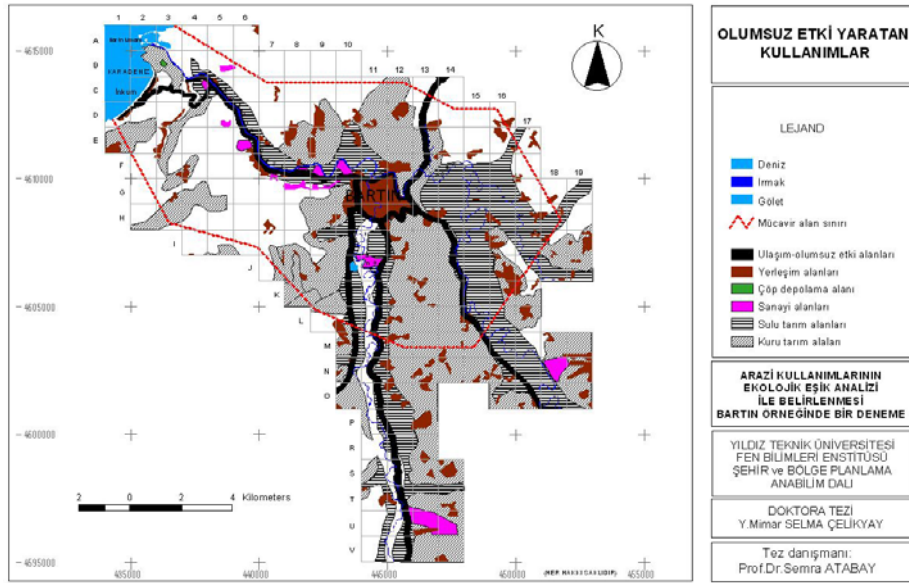 1 2 3 4 5 6
7 8 9 10
11 12 13 14
15 16
17
18 19
A
B
C
D
E
F
G
H
I
J
K
L
M
N
O
P
R
S
T
U
V
4615000
4610000
4605000
4600000
4595000
435000 440000 445000 450000 455000
KARADENİZ
İnkum
BARTIN
K
2 0 2 4 Kilometers
(HER HAKKI SAKLIDIR)
OLUMSUZ ETKİ YARATAN
KULLANIMLAR
LEJAND
Deniz
Irmak
Gölet
Mücavir alan sınırı
Ulaşım-olumsuz etki alanları
Yerleşim alanları
Çöp depolama alanı
Sanayi alanları
Sulu tarım alanları
Kuru tarım alaları
ARAZİ KULLANIMLARININ
EKOLOJİK EŞİK ANALİZİ
İLE BELİRLENMESİ
BARTIN ÖRNEĞİNDE BİR DENEME
YILDIZ TEKNİK ÜNİVERSİTESİ
FEN BİLİMLERİ ENSTİTÜSÜ
ŞEHİR ve BÖLGE PLANLAMA
ANABİLİM DALI
DOKTORA TEZİ
Y.Mimar SELMA ÇELİKYAY
Tez danışmanı:
Prof.Dr.Semra ATABAY